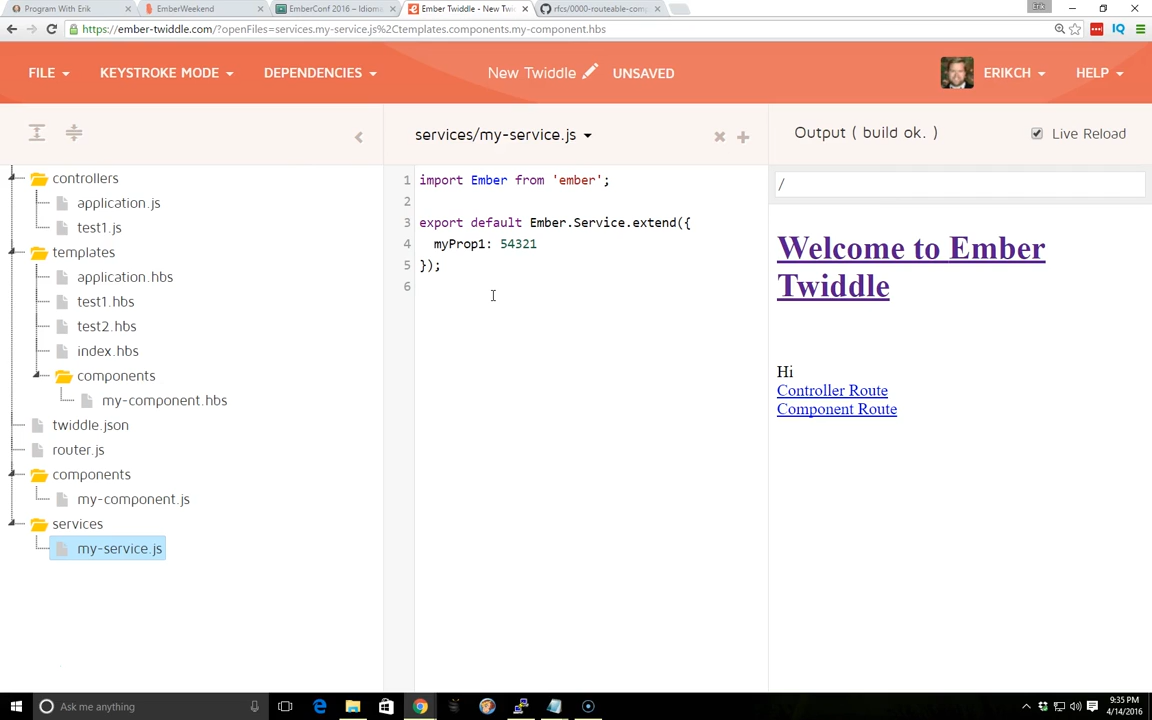 Program With Erik
EmberWeekend
EmberConf 2016 – Idioma
Ember Twiddle - New Twi
rfcs/0000-routeable-com
https://ember-twiddle.com/?openFiles=services.my-service.js%2Ctemplates.components.my-component.hbs
IQ
FILE
KEYSTROKE MODE
DEPENDENCIES
New Twiddle
UNSAVED
ERIKCH
HELP
services/my-service.js
Output ( build ok. )
Live Reload
controllers
application.js
test1.js
templates
application.hbs
test1.hbs
test2.hbs
index.hbs
components
my-component.hbs
twiddle.json
router.js
components
my-component.js
services
my-service.js
1 import Ember from 'ember';
2
3 export default Ember.Service.extend({
4 myProp1: 54321
5 });
6
/
Welcome to Ember
Twiddle
Hi
Controller Route
Component Route
Ask me anything
9:35 PM
4/14/2016